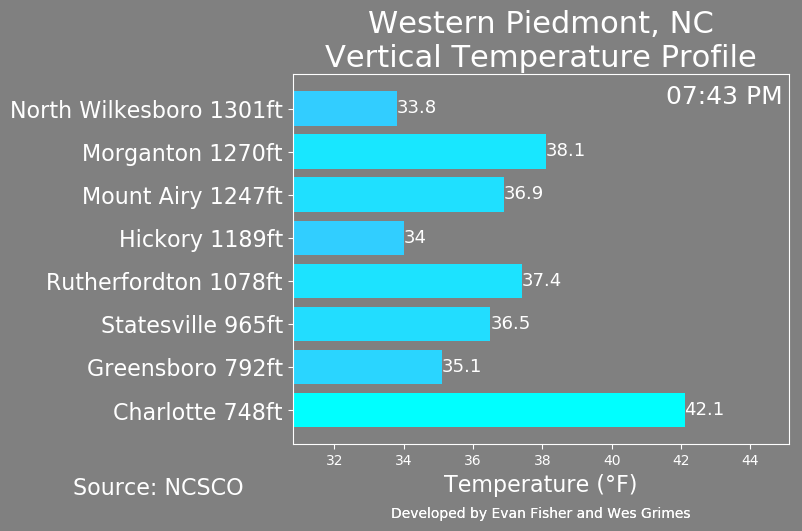 Western Piedmont, NC
Vertical Temperature Profile
07:43 PM
North Wilkesboro 1301ft 33.8
Morganton 1270ft 38.1
Mount Airy 1247ft 36.9
Hickory 1189ft 34
Rutherfordton 1078ft 37.4
Statesville 965ft 36.5
Greensboro 792ft 35.1
Charlotte 748ft 42.1
32 34 36 38 40 42 44
Temperature (°F)
Source: NCSCO
Developed by Evan Fisher and Wes Grimes